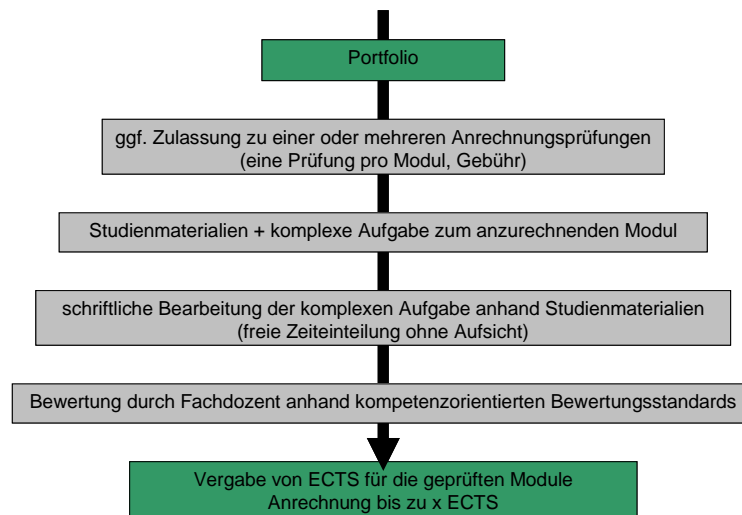 Portfolio
ggf. Zulassung zu einer oder mehreren Anrechnungsprüfungen
(eine Prüfung pro Modul, Gebühr)
Studienmaterialien + komplexe Aufgabe zum anzurechnenden Modul
schriftliche Bearbeitung der komplexen Aufgabe anhand Studienmaterialien
(freie Zeiteinteilung ohne Aufsicht)
Bewertung durch Fachdozent anhand kompetenzorientierten Bewertungsstandards
Vergabe von ECTS für die geprüften Module
Anrechnung bis zu x ECTS